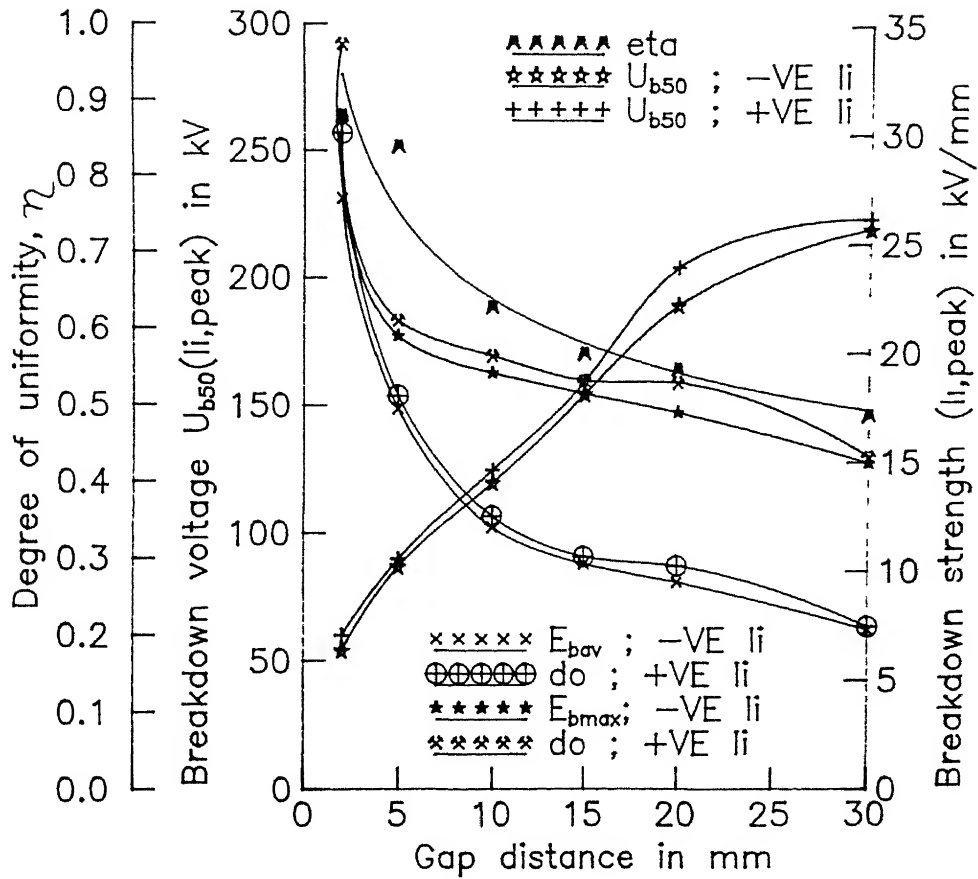 Degree of uniformity, η
1.0
0.9
0.8
0.7
0.6
0.5
0.4
0.3
0.2
0.1
0.0
Breakdown voltage U_b50(li,peak) in kV
300
250
200
150
100
50
0
eta
U_b50 ; -VE li
U_b50 ; +VE li
E_bav ; -VE li
do ; +VE li
E_bmax; -VE li
do ; +VE li
35
30
25
20
15
10
5
0
Breakdown strength (li,peak) in kV/mm
0 5 10 15 20 25 30
Gap distance in mm